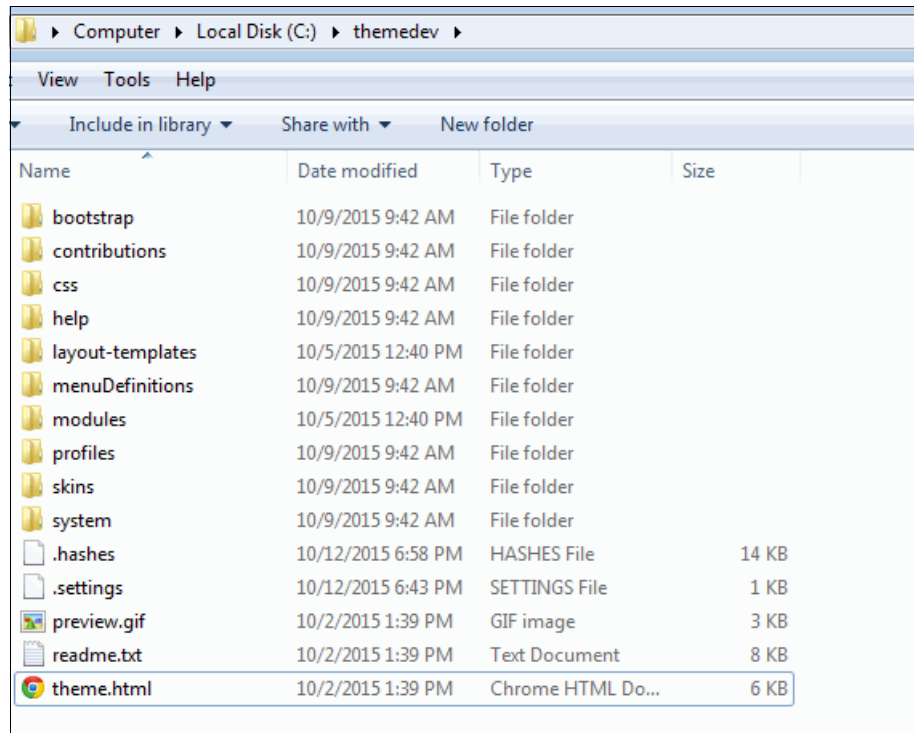 Computer Local Disk (C:) themedev
View Tools Help
Include in library Share with New folder
Name Date modified Type Size
bootstrap 10/9/2015 9:42 AM File folder
contributions 10/9/2015 9:42 AM File folder
css 10/9/2015 9:42 AM File folder
help 10/9/2015 9:42 AM File folder
layout-templates 10/5/2015 12:40 PM File folder
menuDefinitions 10/9/2015 9:42 AM File folder
modules 10/5/2015 12:40 PM File folder
profiles 10/9/2015 9:42 AM File folder
skins 10/9/2015 9:42 AM File folder
system 10/9/2015 9:42 AM File folder
.hashes 10/12/2015 6:58 PM HASHES File 14 KB
.settings 10/12/2015 6:43 PM SETTINGS File 1 KB
preview.gif 10/2/2015 1:39 PM GIF image 3 KB
readme.txt 10/2/2015 1:39 PM Text Document 8 KB
theme.html 10/2/2015 1:39 PM Chrome HTML Do... 6 KB